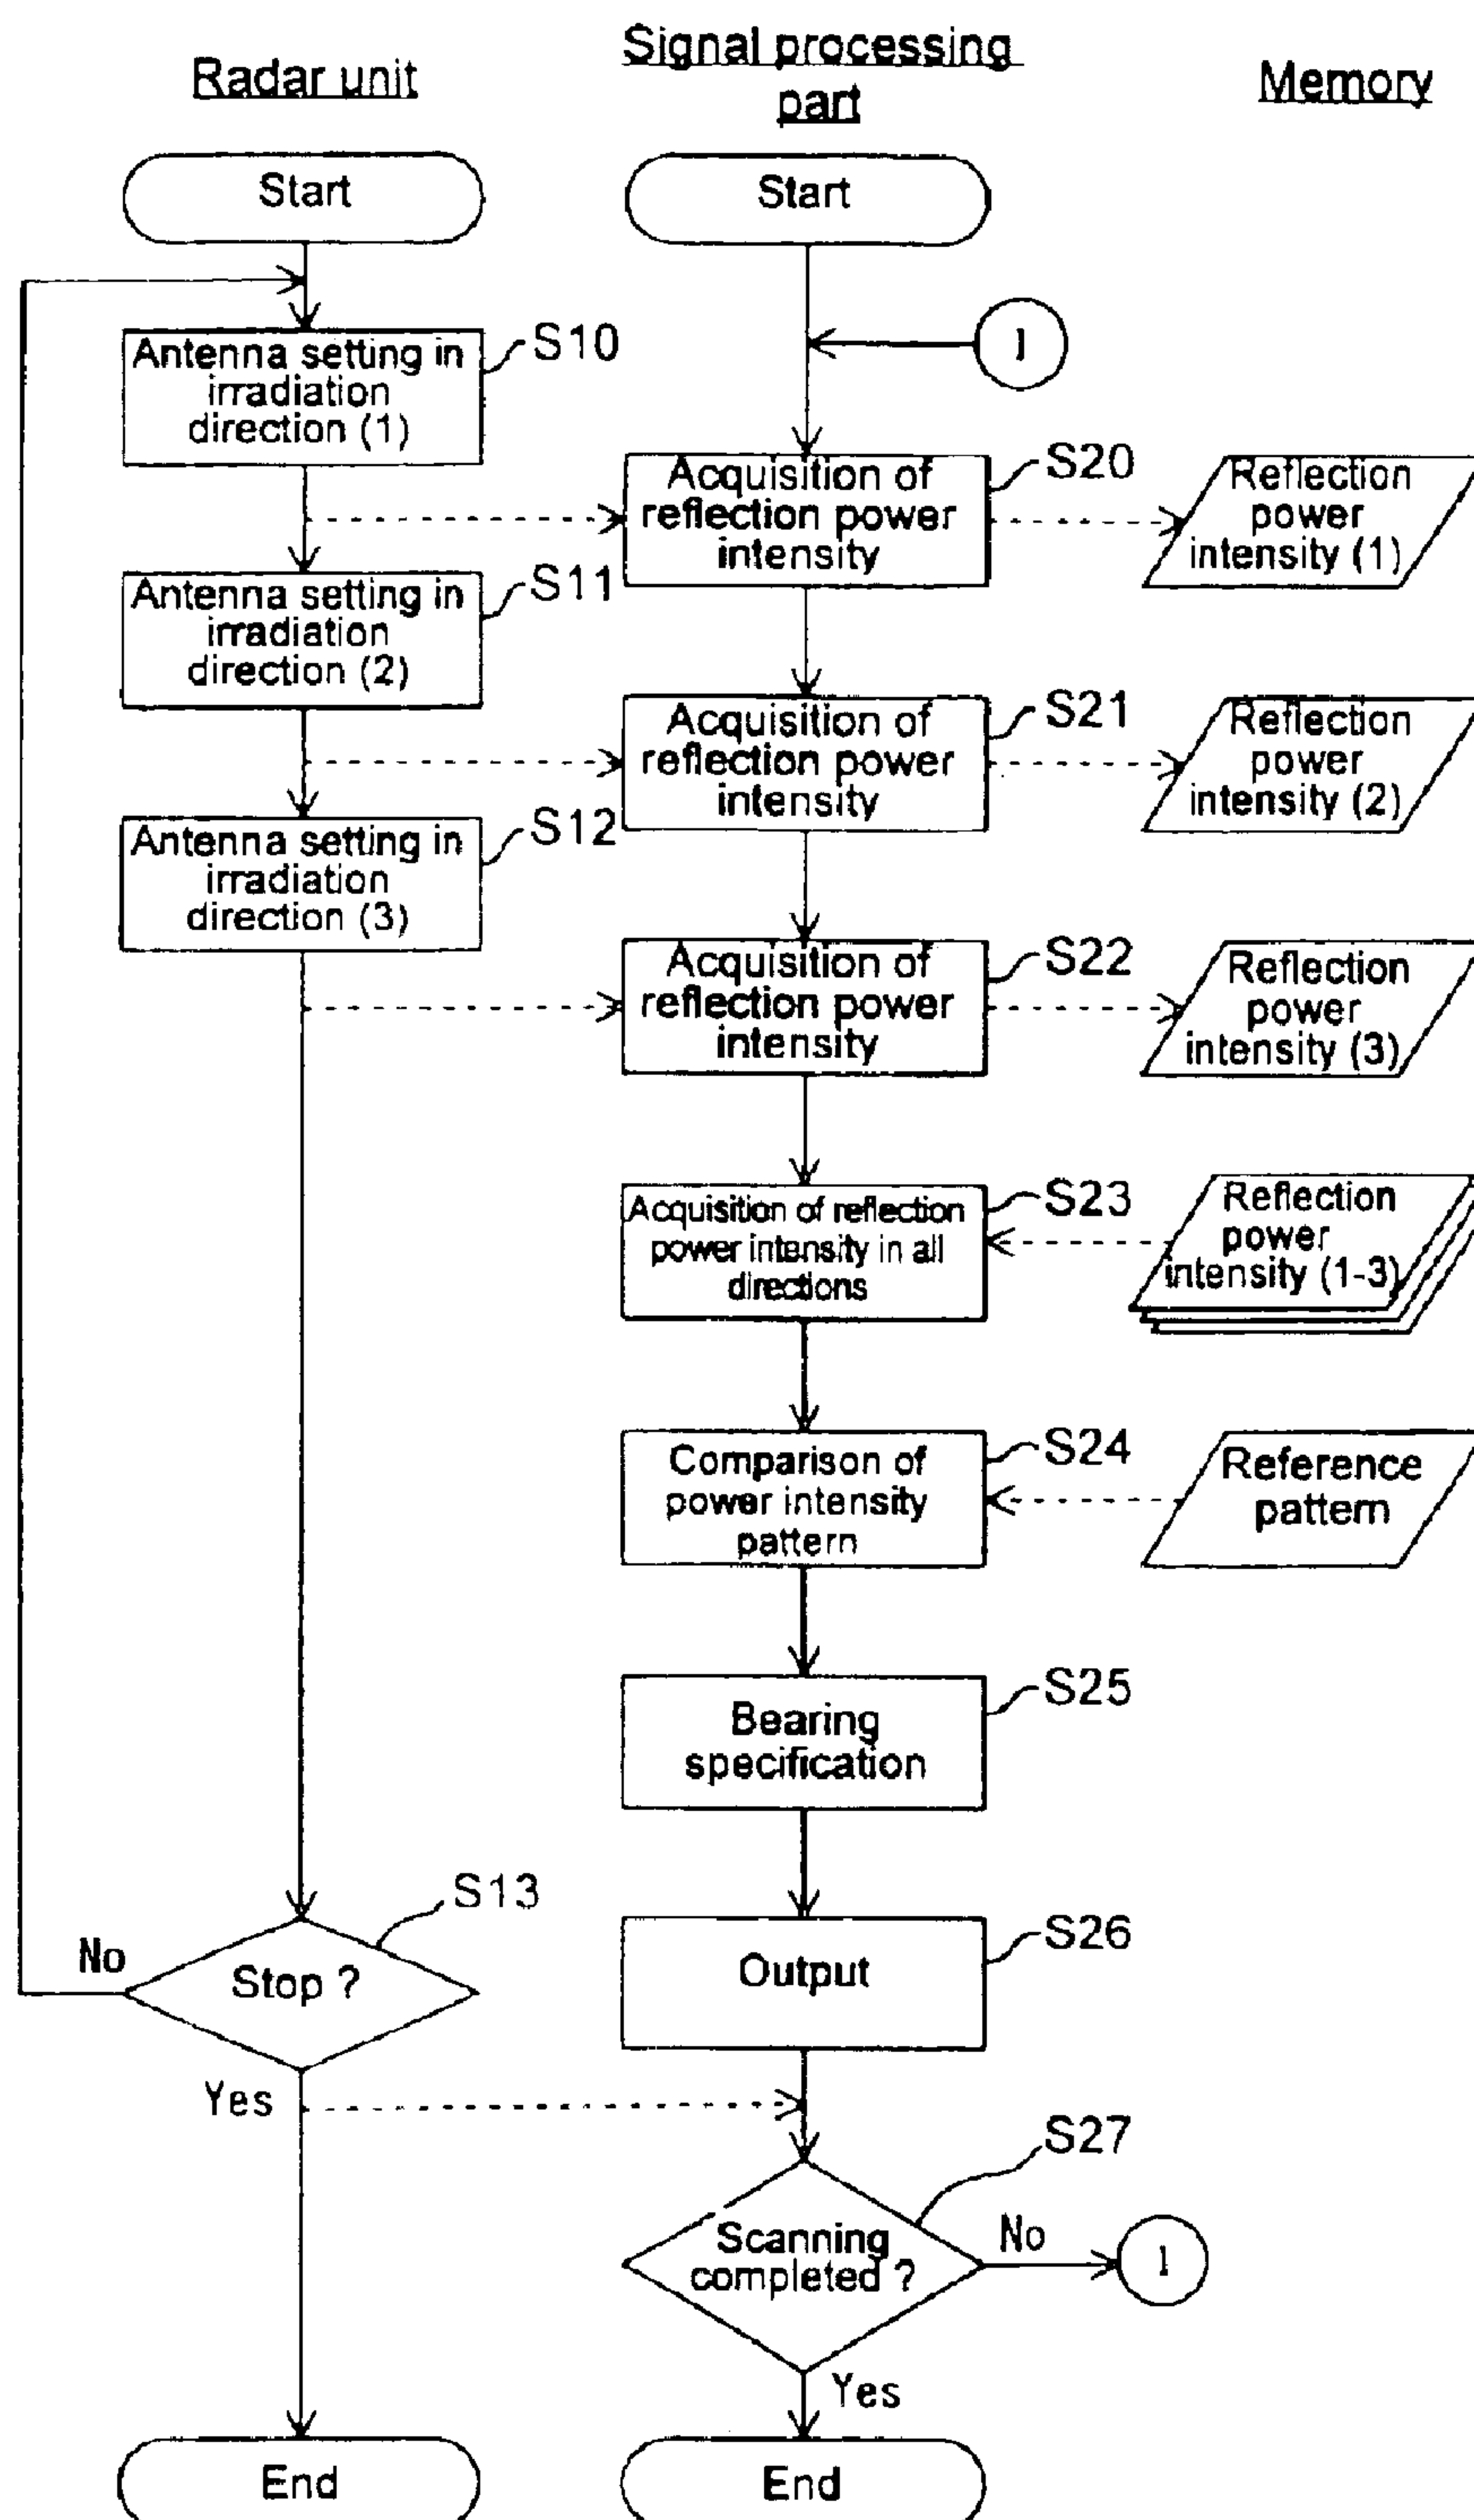 Radar unit
Signal processing
part
Memory
Start
Start
1
Antenna setting in
irradiation
direction (1)
S10
Acquisition of
reflection power
intensity
S20
Reflection
power
intensity (1)
Antenna setting in
irradiation
direction (2)
S11
Acquisition of
reflection power
intensity
S21
Reflection
power
intensity (2)
Antenna setting in
irradiation
direction (3)
S12
Acquisition of
reflection power
intensity
S22
Reflection
power
intensity (3)
Acquisition of reflection
power intensity in all
directions
S23
Reflection
power
intensity (1-3)
Comparison of
power intensity
pattern
S24
Reference
pattern
Bearing
specification
S25
S13
No
Stop ?
Yes
Output
S26
S27
Scanning
completed ?
No
1
Yes
End
End